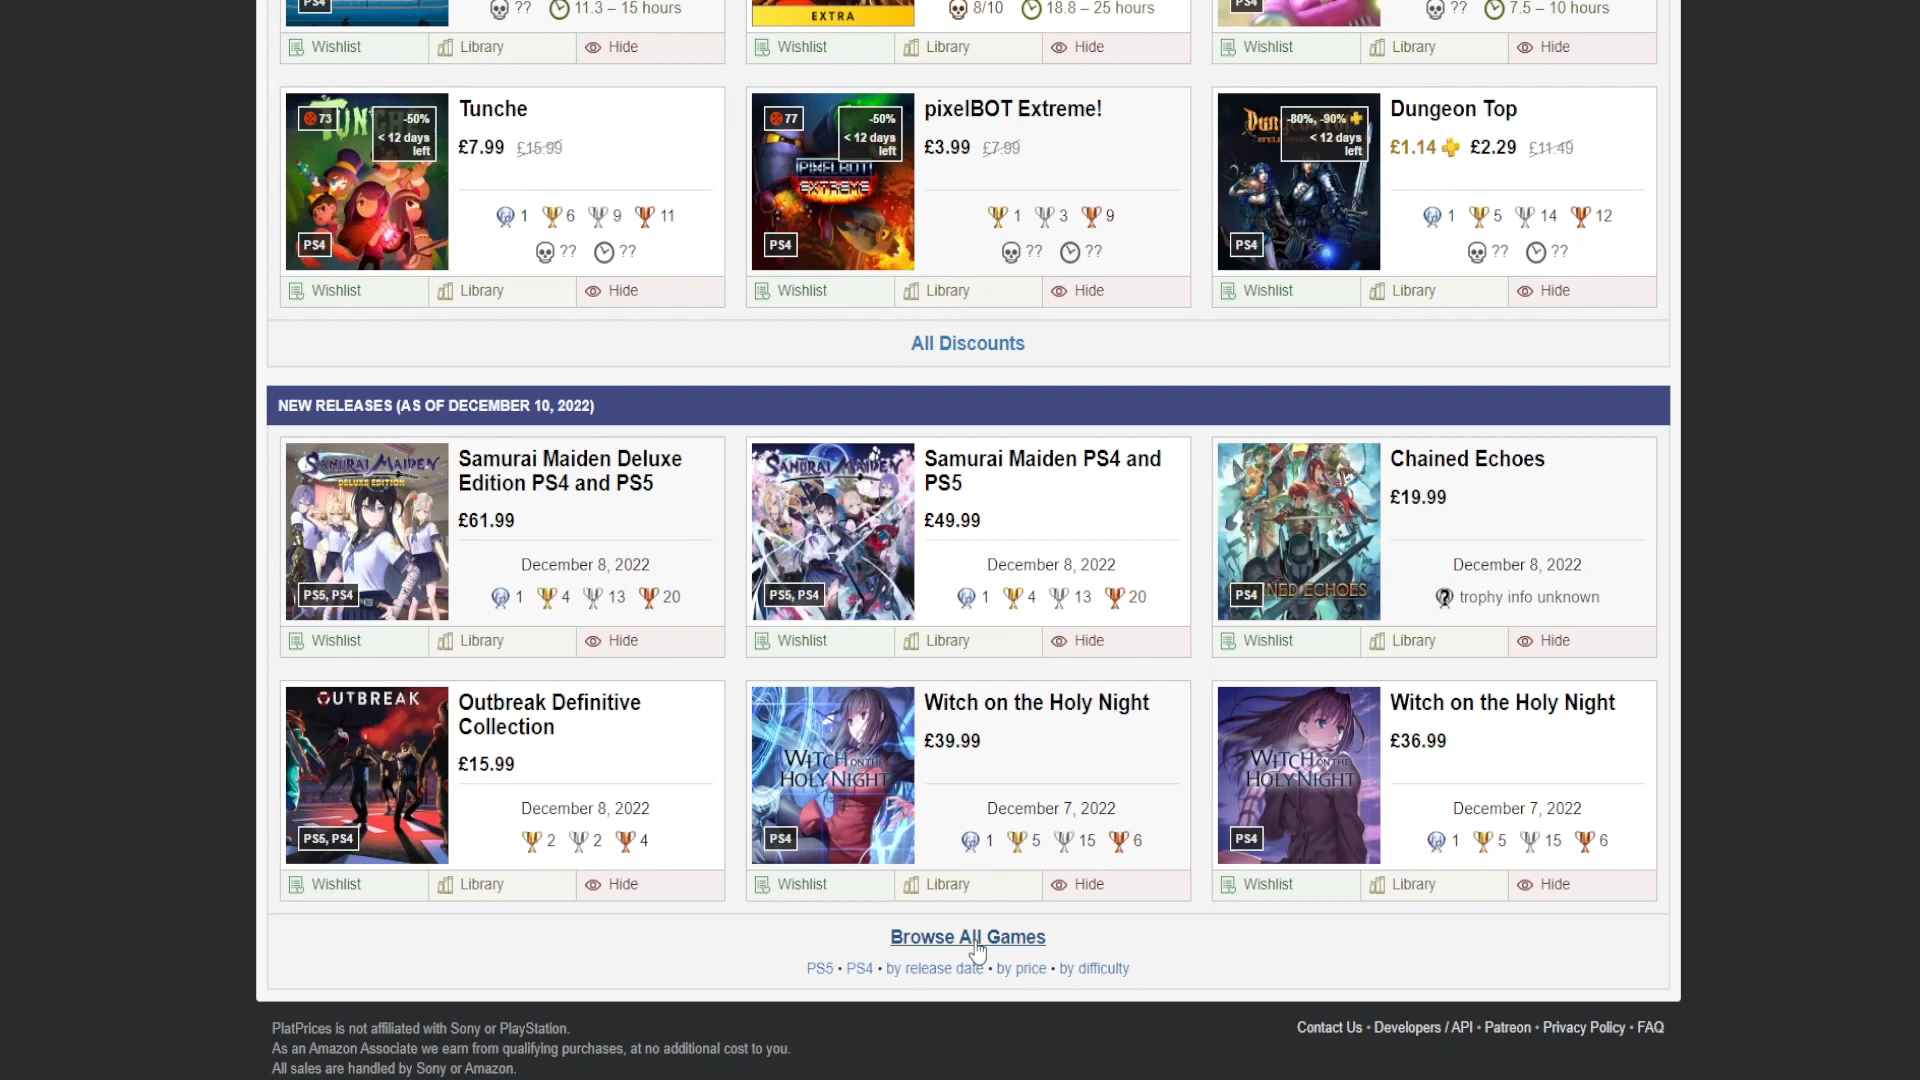 PS4 ?? 11.3 – 15 hours EXTRA 8/10 18.8 – 25 hours PS4 ?? 7.5 – 10 hours
Wishlist Library Hide Wishlist Library Hide Wishlist Library Hide
TUNCHE
73
-50%
< 12 days
left
PS4
Tunche
£7.99 £15.99
1 6 9 11
?? ??
Wishlist Library Hide
77
-50%
< 12 days
left
PIXELBOT
EXTREME
PS4
pixelBOT Extreme!
£3.99 £7.99
1 3 9
?? ??
Wishlist Library Hide
-80%, -90%
< 12 days
left
PS4
Dungeon Top
£1.14 £2.29 £11.49
1 5 14 12
?? ??
Wishlist Library Hide
All Discounts
NEW RELEASES (AS OF DECEMBER 10, 2022)
SAMURAI MAIDEN
DELUXE EDITION
PS5, PS4
Samurai Maiden Deluxe
Edition PS4 and PS5
£61.99
December 8, 2022
1 4 13 20
Wishlist Library Hide
SAMURAI MAIDEN
PS5, PS4
Samurai Maiden PS4 and
PS5
£49.99
December 8, 2022
1 4 13 20
Wishlist Library Hide
PS4 NED ECHOES
Chained Echoes
£19.99
December 8, 2022
trophy info unknown
Wishlist Library Hide
OUTBREAK
PS5, PS4
Outbreak Definitive
Collection
£15.99
December 8, 2022
2 2 4
Wishlist Library Hide
WITCH ON THE
HOLY NIGHT
PS4
Witch on the Holy Night
£39.99
December 7, 2022
1 5 15 6
Wishlist Library Hide
WITCH ON THE
HOLY NIGHT
PS4
Witch on the Holy Night
£36.99
December 7, 2022
1 5 15 6
Wishlist Library Hide
Browse All Games
PS5 • PS4 • by release date • by price • by difficulty
PlatPrices is not affiliated with Sony or PlayStation.
As an Amazon Associate we earn from qualifying purchases, at no additional cost to you.
All sales are handled by Sony or Amazon.
Contact Us • Developers / API • Patreon • Privacy Policy • FAQ